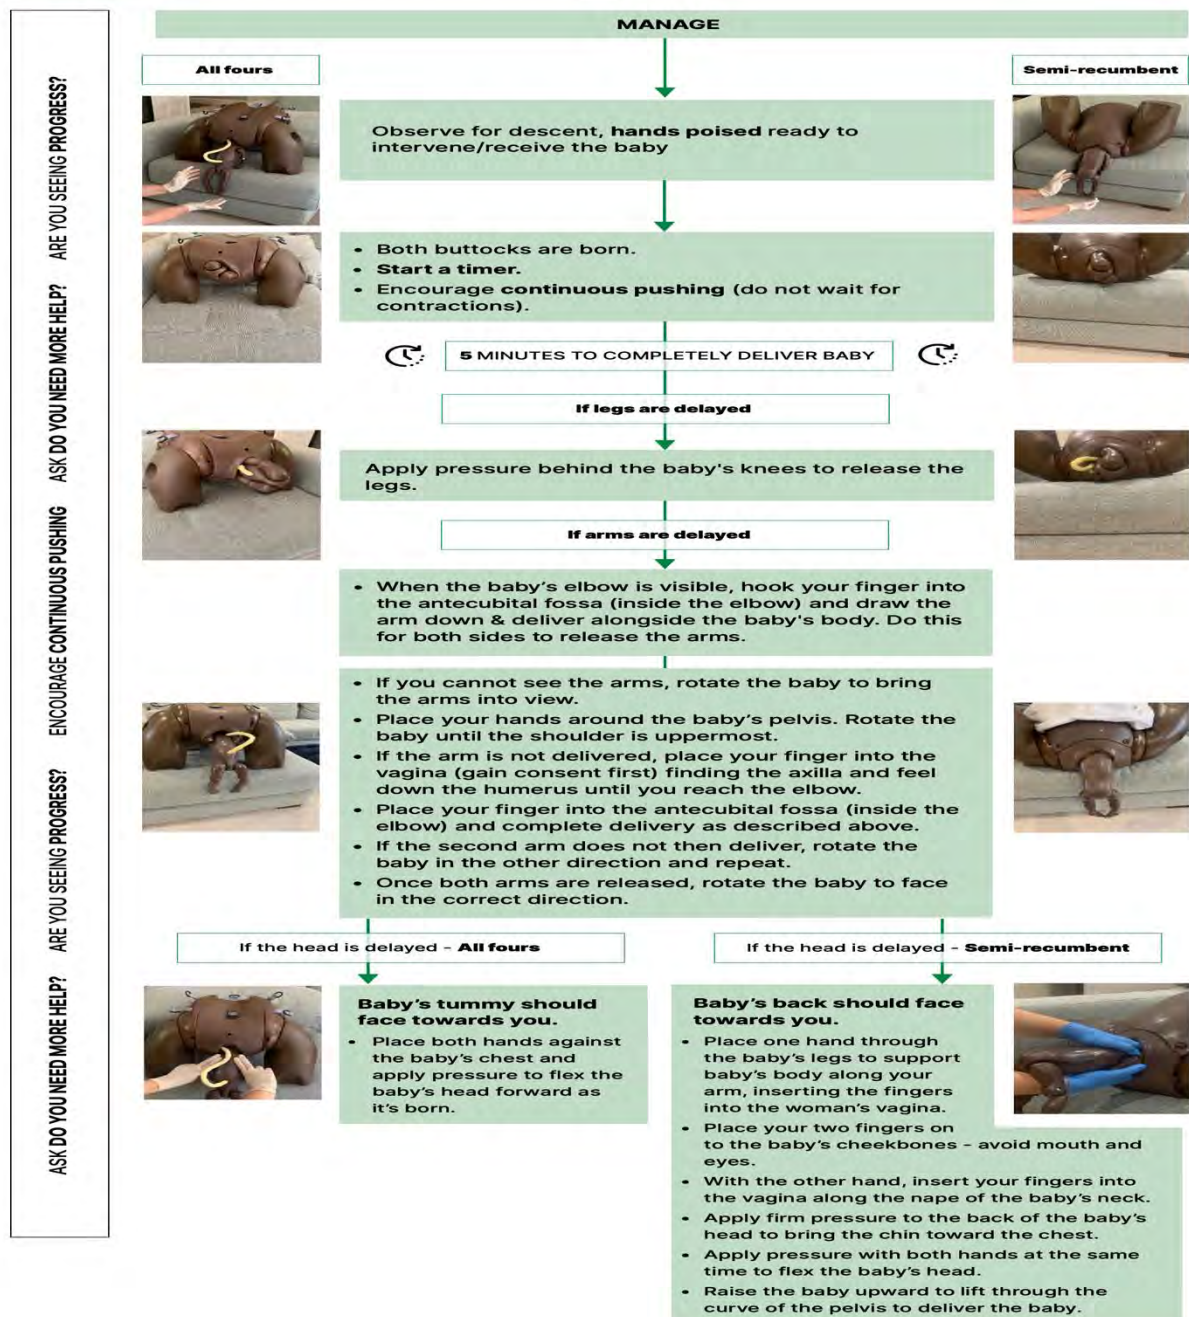 MANAGE
All fours
Semi-recumbent
Observe for descent, hands poised ready to
intervene/receive the baby
• Both buttocks are born.
• Start a timer.
• Encourage continuous pushing (do not wait for
contractions).
5 MINUTES TO COMPLETELY DELIVER BABY
If legs are delayed
Apply pressure behind the baby's knees to release the
legs.
If arms are delayed
• When the baby's elbow is visible, hook your finger into
the antecubital fossa (inside the elbow) and draw the
arm down & deliver alongside the baby's body. Do this
for both sides to release the arms.
• If you cannot see the arms, rotate the baby to bring
the arms into view.
• Place your hands around the baby's pelvis. Rotate the
baby until the shoulder is uppermost.
• If the arm is not delivered, place your finger into the
vagina (gain consent first) finding the axilla and feel
down the humerus until you reach the elbow.
• Place your finger into the antecubital fossa (inside the
elbow) and complete delivery as described above.
• If the second arm does not then deliver, rotate the
baby in the other direction and repeat.
• Once both arms are released, rotate the baby to face
in the correct direction.
If the head is delayed - All fours
Baby's tummy should
face towards you.
• Place both hands against
the baby's chest and
apply pressure to flex the
baby's head forward as
it's born.
If the head is delayed - Semi-recumbent
Baby's back should face
towards you.
• Place one hand through
the baby's legs to support
baby's body along your
arm, inserting the fingers
into the woman's vagina.
• Place your two fingers on
to the baby's cheekbones - avoid mouth and
eyes.
• With the other hand, insert your fingers into
the vagina along the nape of the baby's neck.
• Apply firm pressure to the back of the baby's
head to bring the chin toward the chest.
• Apply pressure with both hands at the same
time to flex the baby's head.
• Raise the baby upward to lift through the
curve of the pelvis to deliver the baby.
ASK DO YOU NEED MORE HELP? ARE YOU SEEING PROGRESS? ENCOURAGE CONTINUOUS PUSHING ASK DO YOU NEED MORE HELP? ARE YOU SEEING PROGRESS?